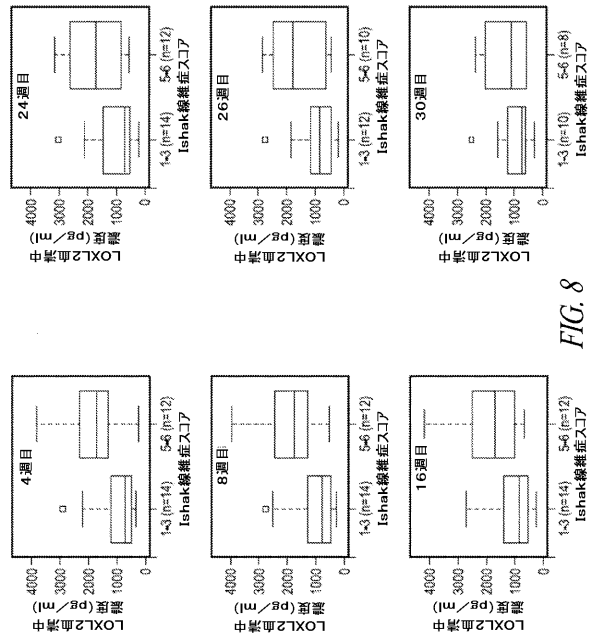 4週目
LOXL2血清中
濃度 (pg/ml)
4000
3000
2000
1000
0
1-3 (n=14)
5-6 (n=12)
Ishak線維症スコア
24週目
LOXL2血清中
濃度 (pg/ml)
4000
3000
2000
1000
0
1-3 (n=14)
5-6 (n=12)
Ishak線維症スコア
8週目
LOXL2血清中
濃度 (pg/ml)
4000
3000
2000
1000
0
1-3 (n=14)
5-6 (n=12)
Ishak線維症スコア
26週目
LOXL2血清中
濃度 (pg/ml)
4000
3000
2000
1000
0
1-3 (n=12)
5-6 (n=10)
Ishak線維症スコア
16週目
LOXL2血清中
濃度 (pg/ml)
4000
3000
2000
1000
0
1-3 (n=14)
5-6 (n=12)
Ishak線維症スコア
30週目
LOXL2血清中
濃度 (pg/ml)
4000
3000
2000
1000
0
1-3 (n=10)
5-6 (n=8)
Ishak線維症スコア
FIG. 8